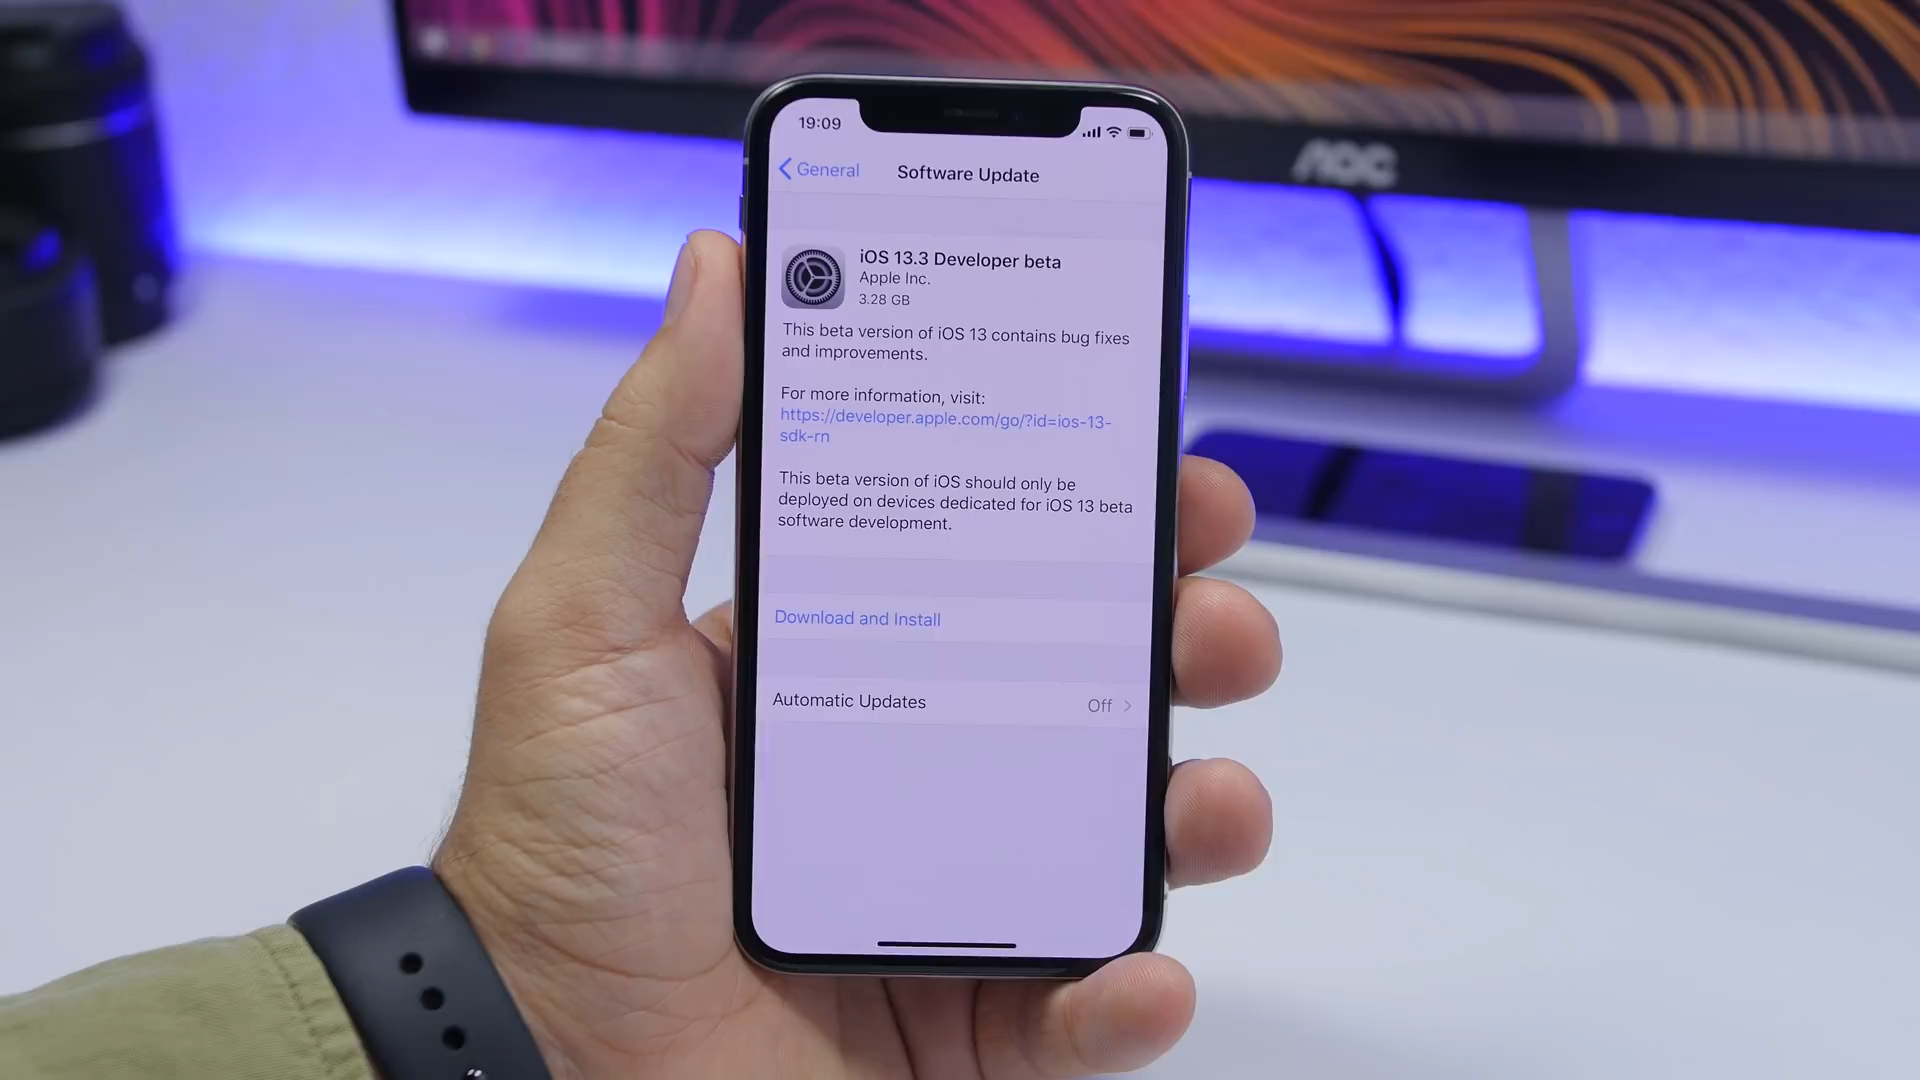 19:09
General
Software Update
iOS 13.3 Developer beta
Apple Inc.
3.28 GB
This beta version of iOS 13 contains bug fixes
and improvements.
For more information, visit:
https://developer.apple.com/go/?id=ios-13-
sdk-rn
This beta version of iOS should only be
deployed on devices dedicated for iOS 13 beta
software development.
Download and Install
Automatic Updates Off
AOC